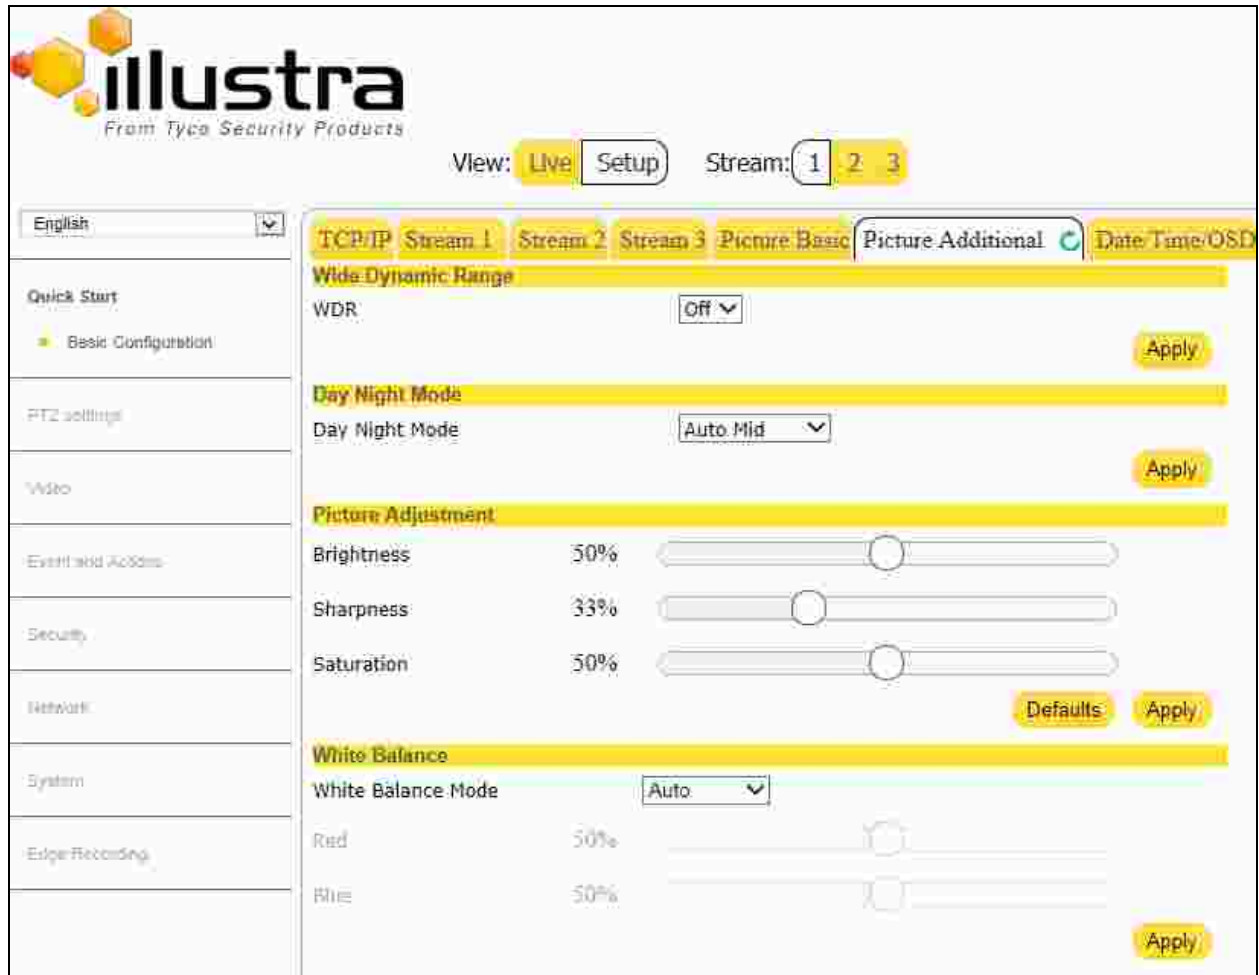 illustra
From Tyco Security Products
View: Live Setup Stream: 1 2 3
English
TCP/IP Stream 1 Stream 2 Stream 3 Picture Basic Picture Additional Date/Time/OSD
Quick Start
Basic Configuration
PTZ settings
Video
Event and Actions
Security
Network
System
Edge Recording
Wide Dynamic Range
WDR Off
Apply
Day Night Mode
Day Night Mode Auto Mid
Apply
Picture Adjustment
Brightness 50%
Sharpness 33%
Saturation 50%
Defaults Apply
White Balance
White Balance Mode Auto
Red 50%
Blue 50%
Apply